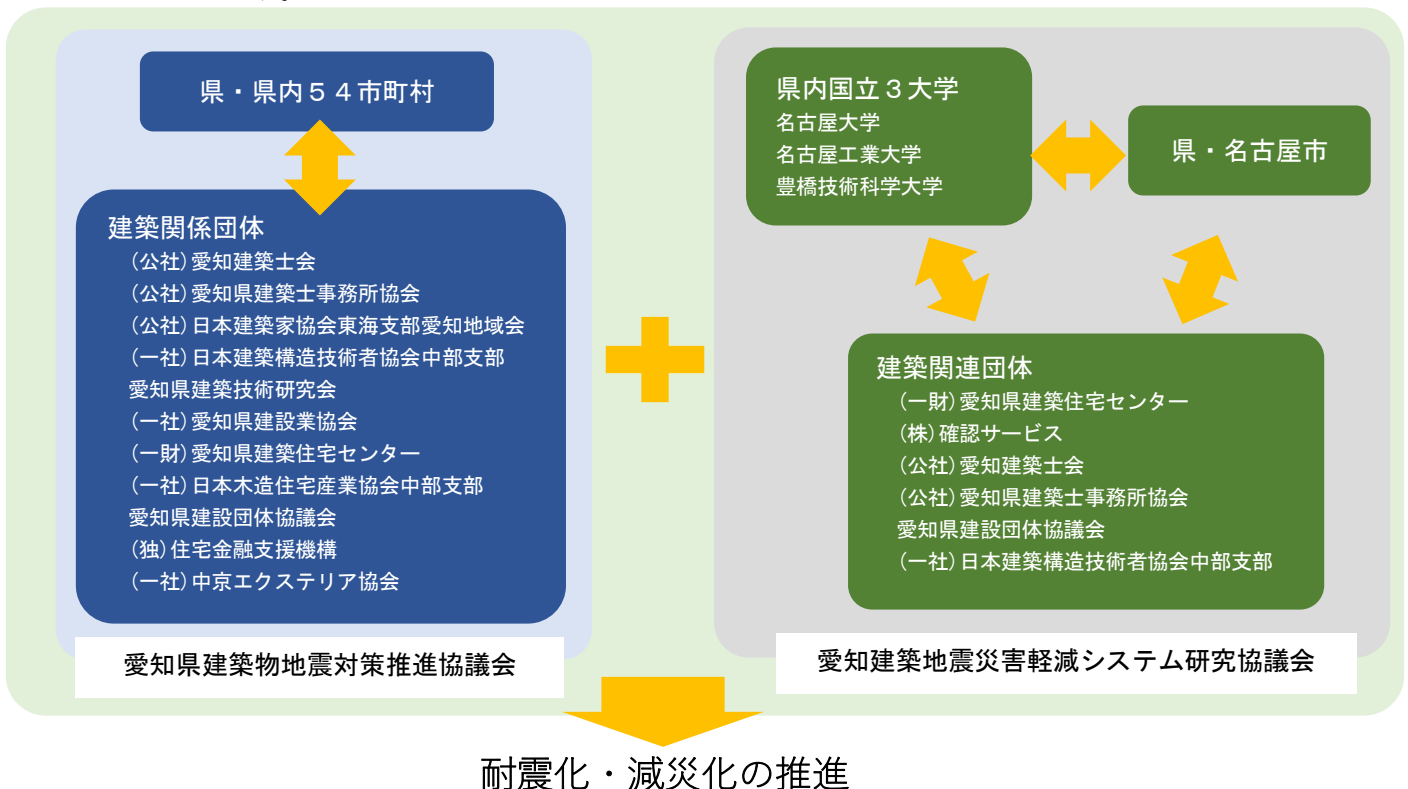 県・県内５４市町村
建築関係団体
(公社)愛知建築士会
(公社)愛知県建築士事務所協会
(公社)日本建築家協会東海支部愛知地域会
(一社)日本建築構造技術者協会中部支部
愛知県建築技術研究会
(一社)愛知県建設業協会
(一財)愛知県建築住宅センター
(一社)日本木造住宅産業協会中部支部
愛知県建設団体協議会
(独)住宅金融支援機構
(一社)中京エクステリア協会
愛知県建築物地震対策推進協議会
県内国立３大学
名古屋大学
名古屋工業大学
豊橋技術科学大学
県・名古屋市
建築関連団体
(一財)愛知県建築住宅センター
(株)確認サービス
(公社)愛知建築士会
(公社)愛知県建築士事務所協会
愛知県建設団体協議会
(一社)日本建築構造技術者協会中部支部
愛知建築地震災害軽減システム研究協議会
耐震化・減災化の推進